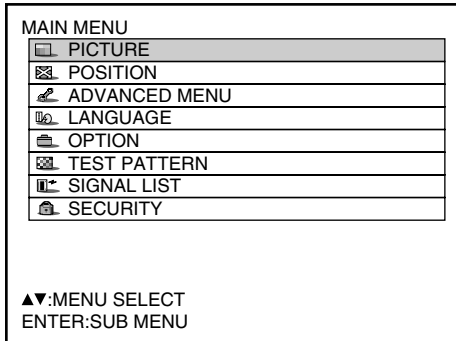 MAIN MENU
PICTURE
POSITION
ADVANCED MENU
LANGUAGE
OPTION
TEST PATTERN
SIGNAL LIST
SECURITY
▲▼:MENU SELECT
ENTER:SUB MENU